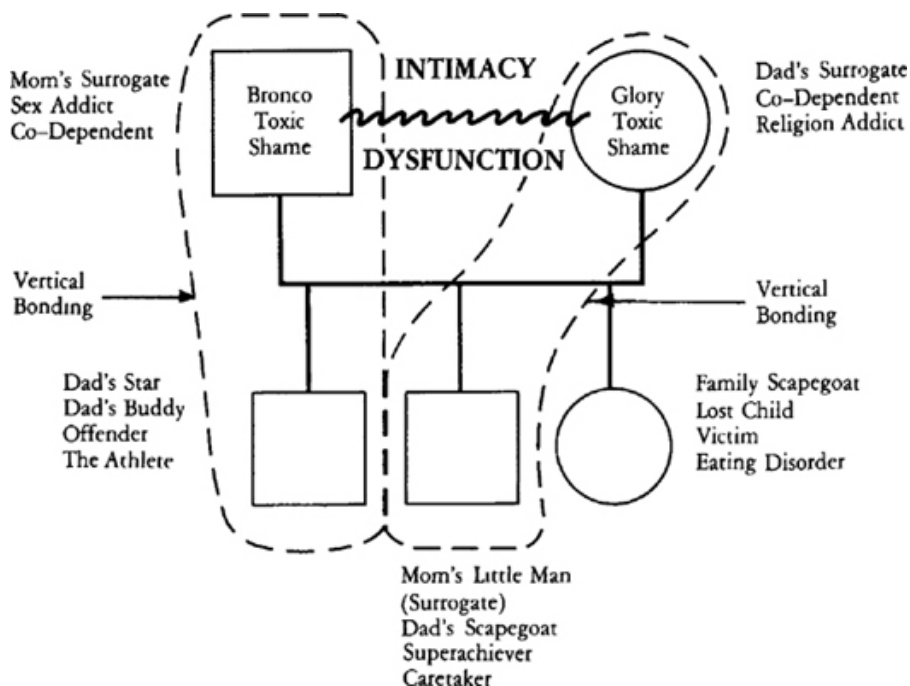 Mom's Surrogate
Sex Addict
Co-Dependent
Bronco
Toxic
Shame
INTIMACY
DYSFUNCTION
Glory
Toxic
Shame
Dad's Surrogate
Co-Dependent
Religion Addict
Vertical
Bonding
Vertical
Bonding
Dad's Star
Dad's Buddy
Offender
The Athlete
Family Scapegoat
Lost Child
Victim
Eating Disorder
Mom's Little Man
(Surrogate)
Dad's Scapegoat
Superachiever
Caretaker